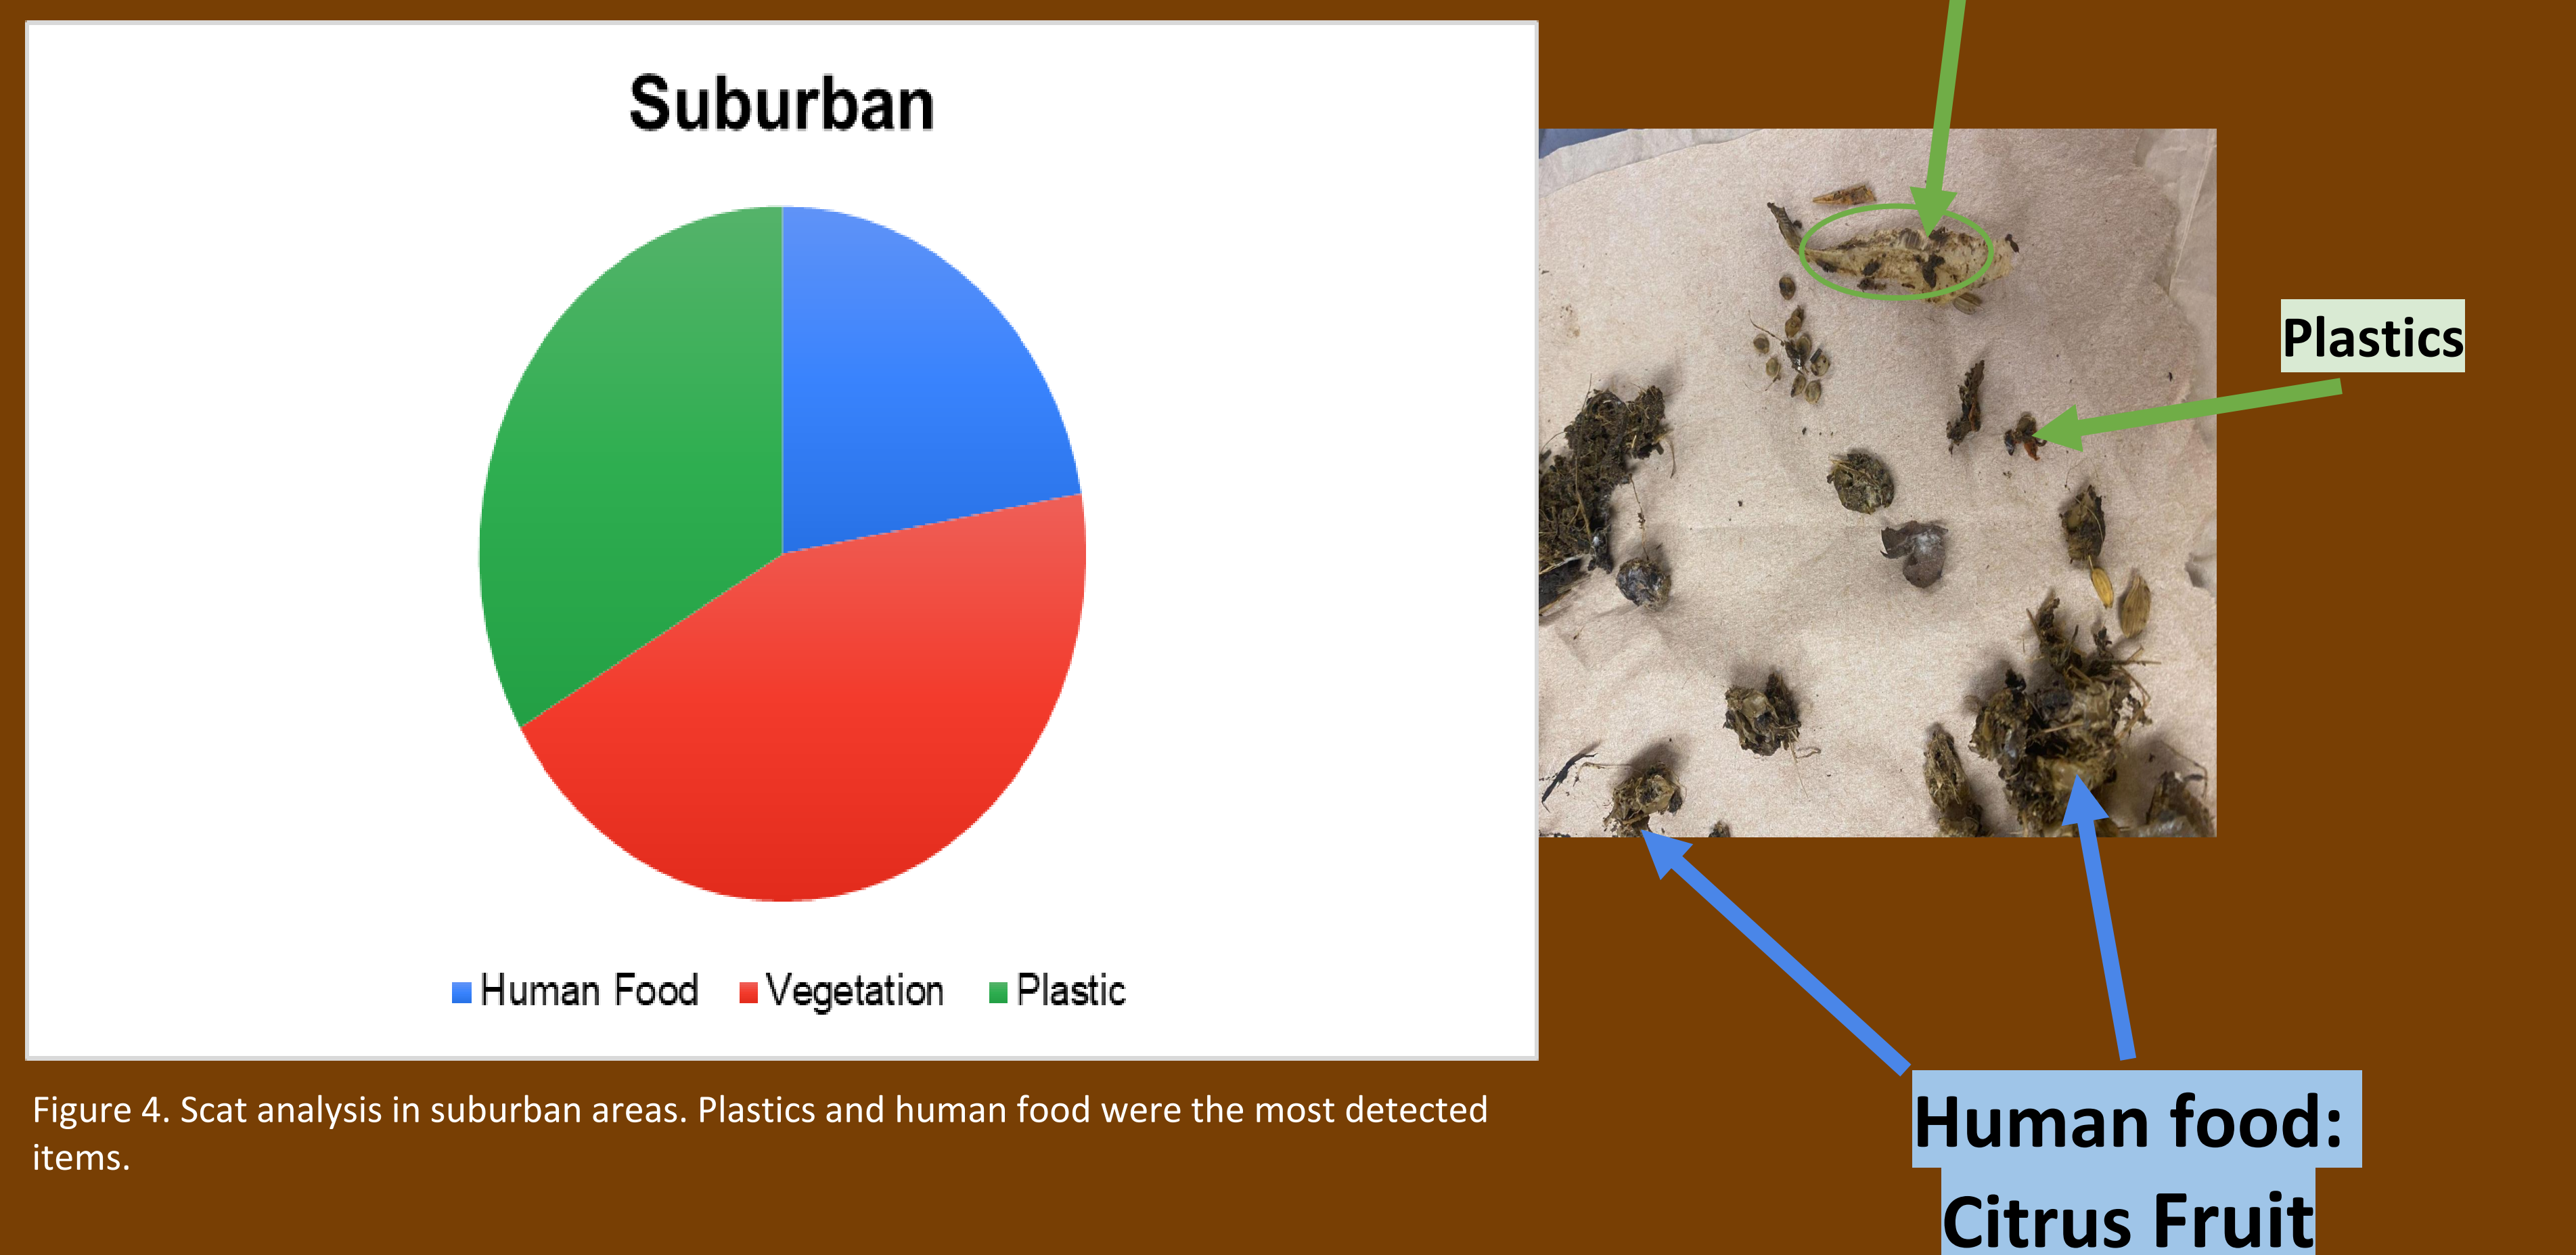 Suburban
Human Food Vegetation Plastic
Figure 4. Scat analysis in suburban areas. Plastics and human food were the most detected
items.
Plastics
Human food:
Citrus Fruit